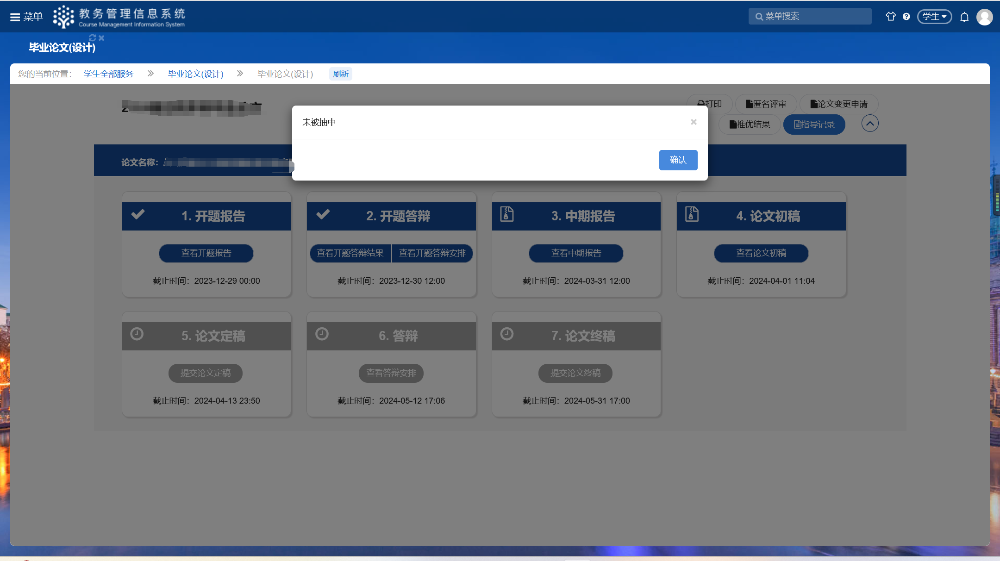 菜单
教务管理信息系统
Course Management Information System
菜单搜索
学生
毕业论文(设计)
您的当前位置：
学生全部服务
毕业论文(设计)
毕业论文(设计)
刷新
打印
匿名评审
论文变更申请
推优结果
指导记录
未被抽中
×
确认
论文名称：
1. 开题报告
查看开题报告
截止时间：2023-12-29 00:00
2. 开题答辩
查看开题答辩结果
查看开题答辩安排
截止时间：2023-12-30 12:00
3. 中期报告
查看中期报告
截止时间：2024-03-31 12:00
4. 论文初稿
查看论文初稿
截止时间：2024-04-01 11:04
5. 论文定稿
提交论文定稿
截止时间：2024-04-13 23:50
6. 答辩
查看答辩安排
截止时间：2024-05-12 17:06
7. 论文终稿
提交论文终稿
截止时间：2024-05-31 17:00